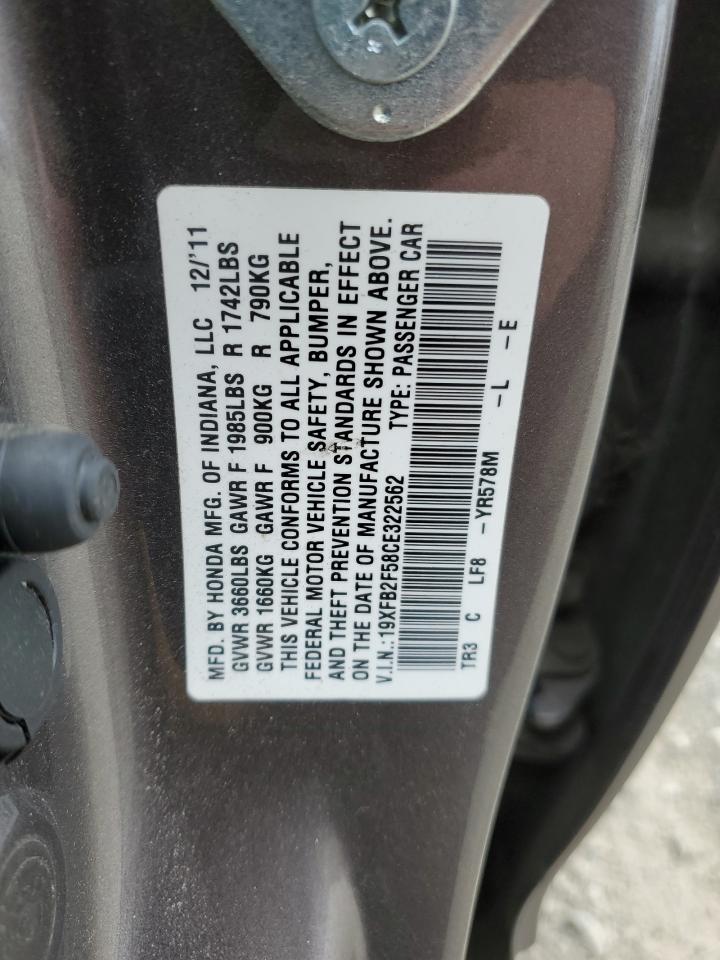 MFD. BY HONDA MFG. OF INDIANA, LLC 12/'11
GVWR 3660LBS GAWR F 1985LBS R 1742LBS
GVWR 1660KG GAWR F 900KG R 790KG
THIS VEHICLE CONFORMS TO ALL APPLICABLE
FEDERAL MOTOR VEHICLE SAFETY, BUMPER,
AND THEFT PREVENTION STANDARDS IN EFFECT
ON THE DATE OF MANUFACTURE SHOWN ABOVE.
V.I.N.: 19XFB2F58CE322562 TYPE: PASSENGER CAR
TR3 C LF8 -YR578M -L -E